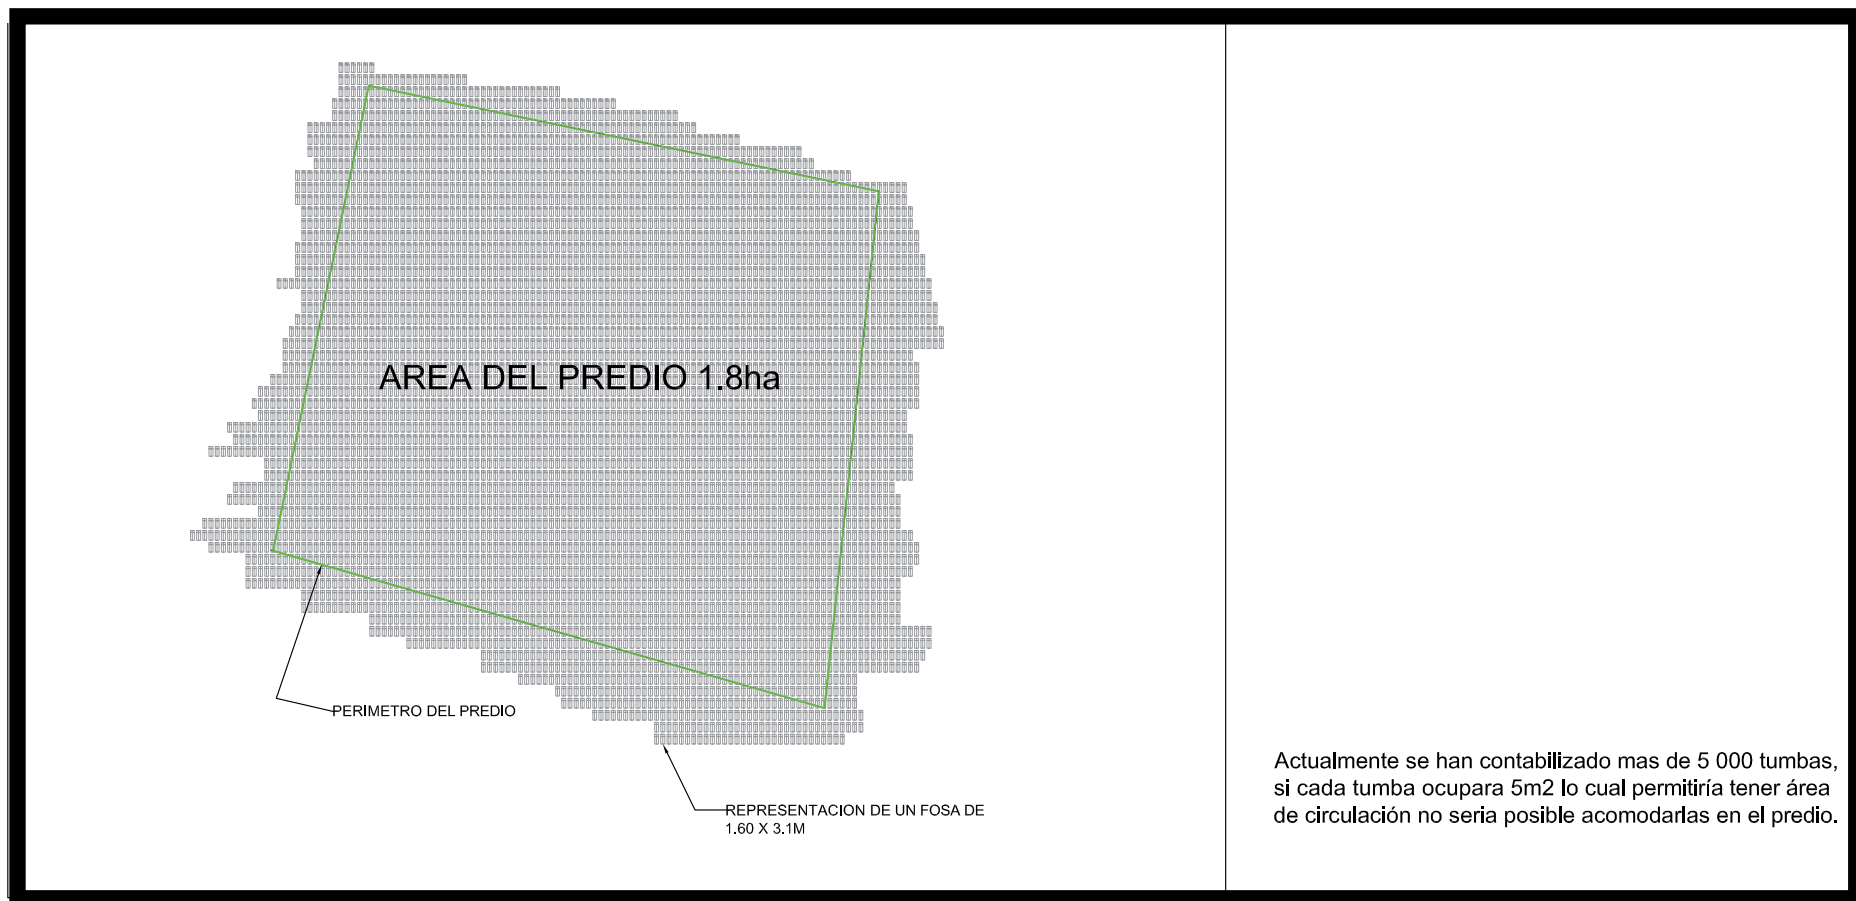 AREA DEL PREDIO 1.8ha
PERIMETRO DEL PREDIO
REPRESENTACION DE UN FOSA DE
1.60 X 3.1M
Actualmente se han contabilizado mas de 5 000 tumbas,
si cada tumba ocupara 5m2 lo cual permitiría tener área
de circulación no seria posible acomodarlas en el predio.